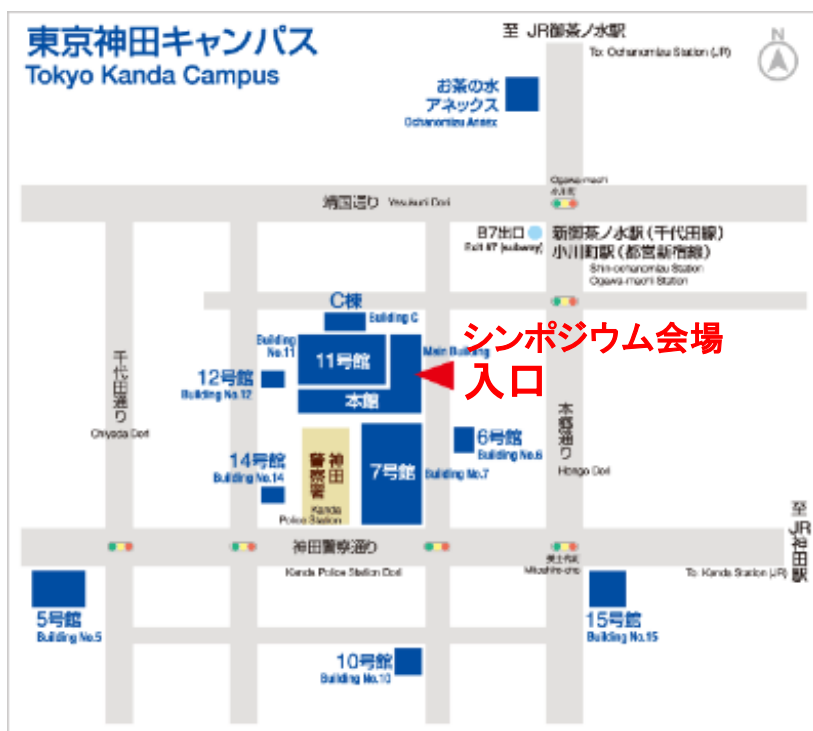 東京神田キャンパス
Tokyo Kanda Campus
至 JR御茶ノ水駅
To: Ochanomizu Station (JR)
N
お茶の水
アネックス
Ochanomizu Annex
Ogawa-machi
小川町
靖国通り Yasukuni Dori
B7出口
Exit B7 (subway)
新御茶ノ水駅(千代田線)
小川町駅(都営新宿線)
Shin-ochanomizu Station
Ogawa-machi Station
C棟
Building C
Building
No.11
11号館
Main Building
シンポジウム会場
入口
12号館
Building No.12
本館
千代田通り
Chiyoda Dori
本郷通り
Hongo Dori
6号館
Building No.6
14号館
Building No.14
神田
警察署
Kanda
Police Station
7号館
Building No.7
至JR神田駅
神田警察通り
Kanda Police Station Dori
美土代町
Mitoshiro-cho
To: Kanda Station (JR)
5号館
Building No.5
15号館
Building No.15
10号館
Building No.10